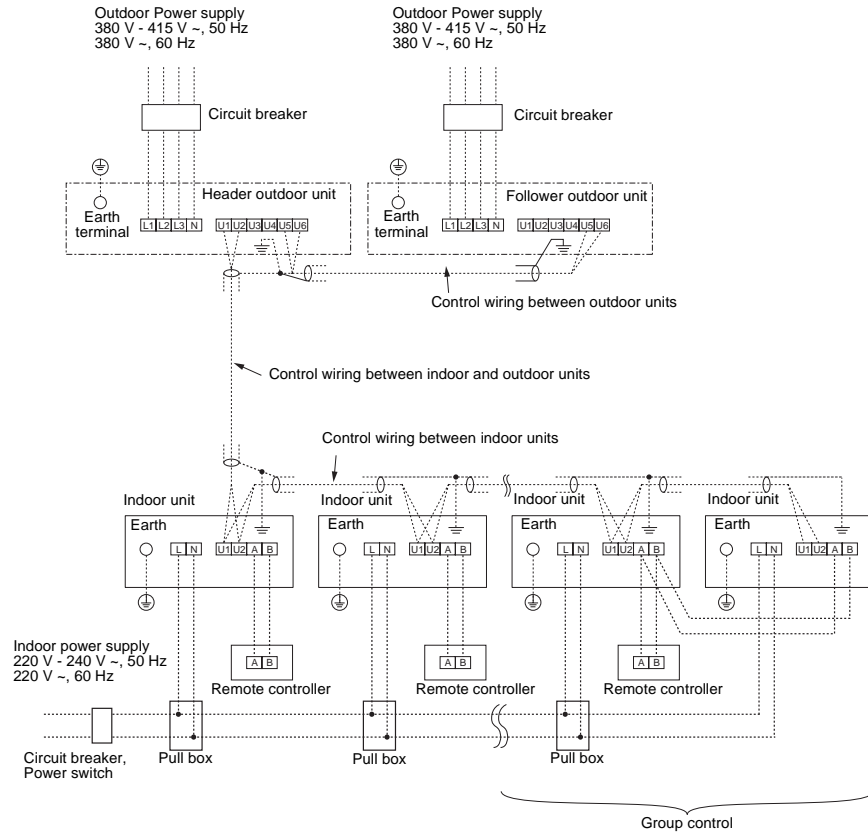 Outdoor Power supply
380 V - 415 V ~, 50 Hz
380 V ~, 60 Hz
Outdoor Power supply
380 V - 415 V ~, 50 Hz
380 V ~, 60 Hz
Circuit breaker
Circuit breaker
Header outdoor unit
Follower outdoor unit
Earth
terminal
L1 L2 L3 N
U1 U2 U3 U4 U5 U6
Earth
terminal
L1 L2 L3 N
U1 U2 U3 U4 U5 U6
Control wiring between outdoor units
Control wiring between indoor and outdoor units
Control wiring between indoor units
Indoor unit
Indoor unit
Indoor unit
Indoor unit
Earth
Earth
Earth
Earth
L N
U1 U2 A B
L N
U1 U2 A B
L N
U1 U2 A B
L N
U1 U2 A B
Indoor power supply
220 V - 240 V ~, 50 Hz
220 V ~, 60 Hz
A B
A B
A B
Remote controller
Remote controller
Remote controller
Circuit breaker,
Power switch
Pull box
Pull box
Pull box
Group control